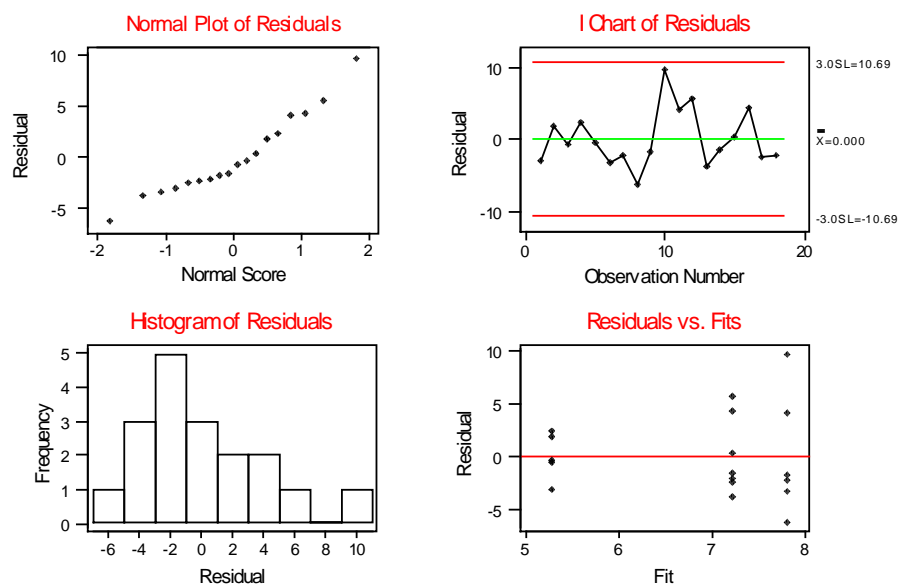 Normal Plot of Residuals
10
5
0
-5
Residual
-2
-1
0
1
2
Normal Score
I Chart of Residuals
10
0
-10
Residual
0
10
20
Observation Number
3.0SL=10.69
X=0.000
-3.0SL=-10.69
Histogram of Residuals
5
4
3
2
1
0
Frequency
-6
-4
-2
0
2
4
6
8
10
Residual
Residuals vs. Fits
10
5
0
-5
Residual
5
6
7
8
Fit